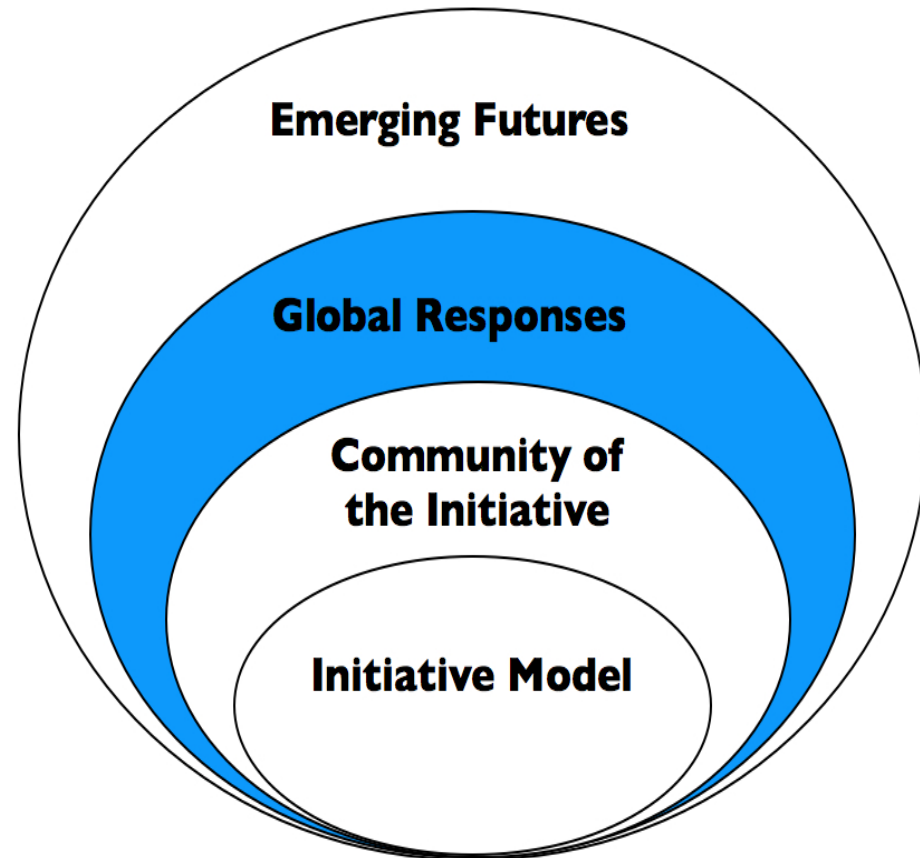 Emerging Futures
Global Responses
Community of
the Initiative
Initiative Model